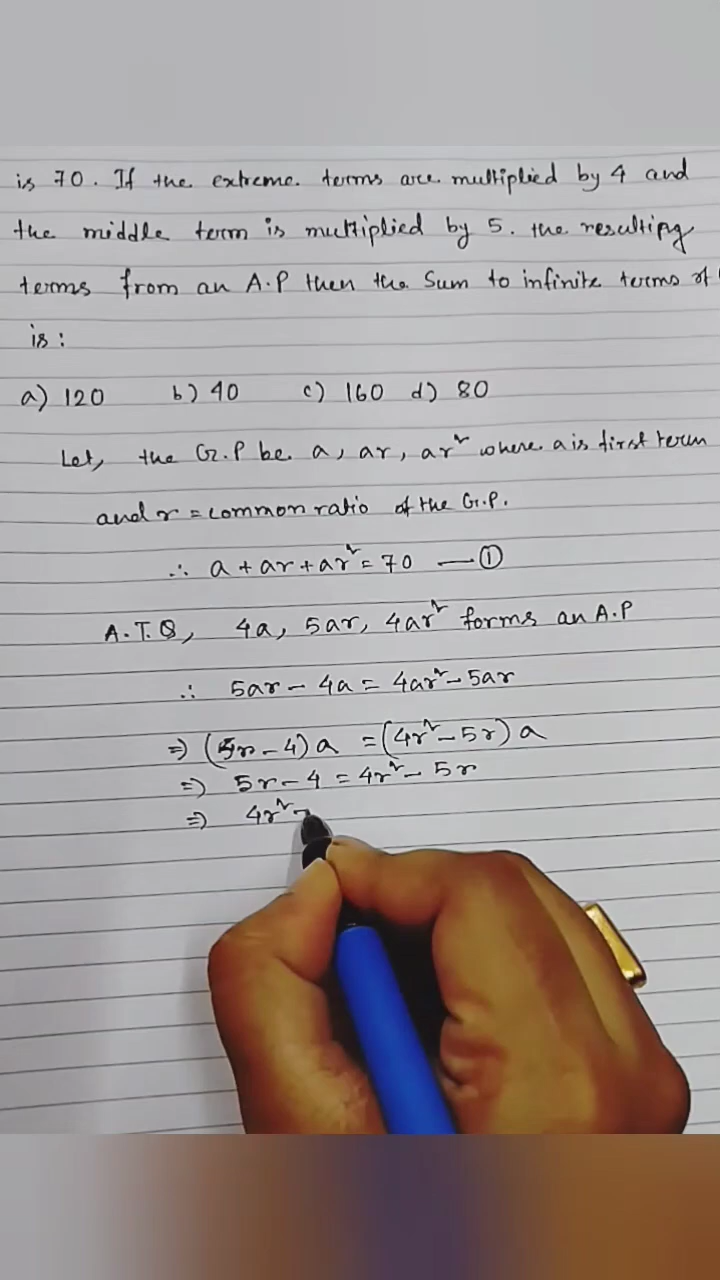 is 70. If the extreme. terms are multiplied by 4 and
the middle term is multiplied by 5. the resulting
terms from an A.P then the Sum to infinite terms of
is:
a) 120 b) 40 c) 160 d) 80
Let, the G.P be a, ar, ar² where a is first term
and r = common ratio of the G.P.
∴ a + ar + ar² = 70 —①
A.T.Q, 4a, 5ar, 4ar² forms an A.P
∴ 5ar - 4a = 4ar² - 5ar
⇒ (5r - 4)a = (4r² - 5r)a
⇒ 5r - 4 = 4r² - 5r
⇒ 4r² -